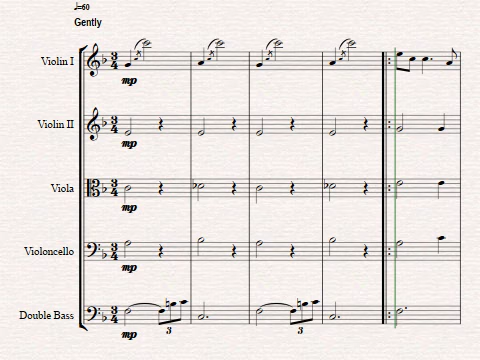 ♩=60
Gently
Violin I
mp
Violin II
mp
Viola
mp
Violoncello
mp
Double Bass
3
3
mp